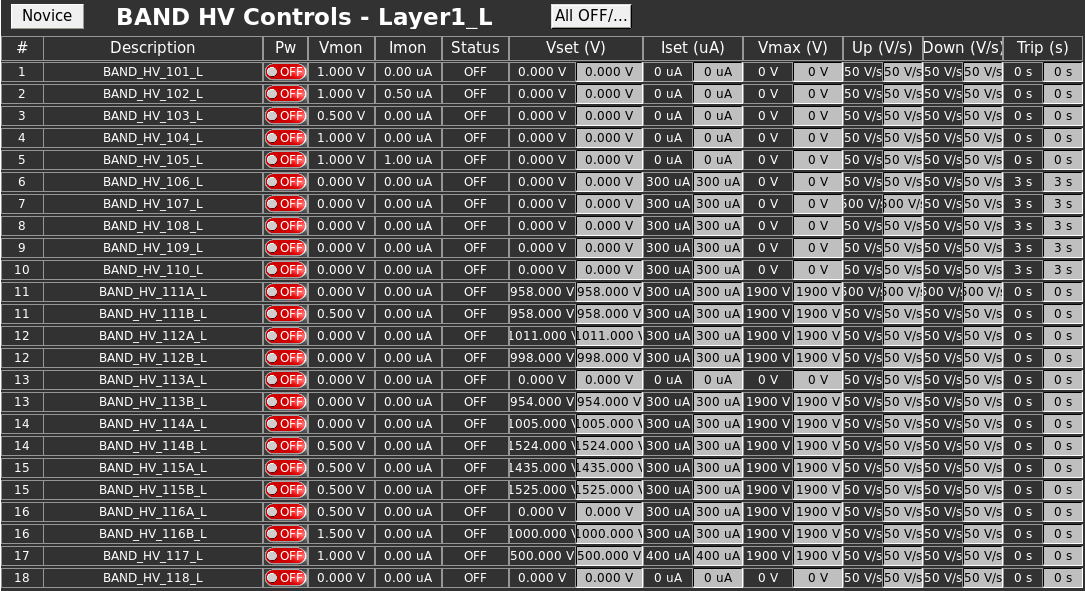 Novice BAND HV Controls - Layer1_L All OFF/...
# Description Pw Vmon Imon Status Vset (V) Iset (uA) Vmax (V) Up (V/s) Down (V/s) Trip (s)
1 BAND_HV_101_L OFF 1.000 V 0.00 uA OFF 0.000 V 0.000 V 0 uA 0 uA 0 V 0 V 50 V/s 50 V/s 50 V/s 50 V/s 0 s 0 s
2 BAND_HV_102_L OFF 1.000 V 0.50 uA OFF 0.000 V 0.000 V 0 uA 0 uA 0 V 0 V 50 V/s 50 V/s 50 V/s 50 V/s 0 s 0 s
3 BAND_HV_103_L OFF 0.500 V 0.00 uA OFF 0.000 V 0.000 V 0 uA 0 uA 0 V 0 V 50 V/s 50 V/s 50 V/s 50 V/s 0 s 0 s
4 BAND_HV_104_L OFF 1.000 V 0.00 uA OFF 0.000 V 0.000 V 0 uA 0 uA 0 V 0 V 50 V/s 50 V/s 50 V/s 50 V/s 0 s 0 s
5 BAND_HV_105_L OFF 1.000 V 1.00 uA OFF 0.000 V 0.000 V 0 uA 0 uA 0 V 0 V 50 V/s 50 V/s 50 V/s 50 V/s 0 s 0 s
6 BAND_HV_106_L OFF 0.000 V 0.00 uA OFF 0.000 V 0.000 V 300 uA 300 uA 0 V 0 V 50 V/s 50 V/s 50 V/s 50 V/s 3 s 3 s
7 BAND_HV_107_L OFF 0.000 V 0.00 uA OFF 0.000 V 0.000 V 300 uA 300 uA 0 V 0 V 500 V/s 500 V/s 50 V/s 50 V/s 3 s 3 s
8 BAND_HV_108_L OFF 0.000 V 0.00 uA OFF 0.000 V 0.000 V 300 uA 300 uA 0 V 0 V 50 V/s 50 V/s 50 V/s 50 V/s 3 s 3 s
9 BAND_HV_109_L OFF 0.000 V 0.00 uA OFF 0.000 V 0.000 V 300 uA 300 uA 0 V 0 V 50 V/s 50 V/s 50 V/s 50 V/s 3 s 3 s
10 BAND_HV_110_L OFF 0.000 V 0.00 uA OFF 0.000 V 0.000 V 300 uA 300 uA 0 V 0 V 50 V/s 50 V/s 50 V/s 50 V/s 3 s 3 s
11 BAND_HV_111A_L OFF 0.000 V 0.00 uA OFF 958.000 V 958.000 V 300 uA 300 uA 1900 V 1900 V 500 V/s 500 V/s 500 V/s 500 V/s 0 s 0 s
11 BAND_HV_111B_L OFF 0.500 V 0.00 uA OFF 958.000 V 958.000 V 300 uA 300 uA 1900 V 1900 V 50 V/s 50 V/s 50 V/s 50 V/s 0 s 0 s
12 BAND_HV_112A_L OFF 0.000 V 0.00 uA OFF 1011.000 V 1011.000 V 300 uA 300 uA 1900 V 1900 V 50 V/s 50 V/s 50 V/s 50 V/s 0 s 0 s
12 BAND_HV_112B_L OFF 0.000 V 0.00 uA OFF 998.000 V 998.000 V 300 uA 300 uA 1900 V 1900 V 50 V/s 50 V/s 50 V/s 50 V/s 0 s 0 s
13 BAND_HV_113A_L OFF 0.000 V 0.00 uA OFF 0.000 V 0.000 V 0 uA 0 uA 0 V 0 V 50 V/s 50 V/s 50 V/s 50 V/s 0 s 0 s
13 BAND_HV_113B_L OFF 0.000 V 0.00 uA OFF 954.000 V 954.000 V 300 uA 300 uA 1900 V 1900 V 50 V/s 50 V/s 50 V/s 50 V/s 0 s 0 s
14 BAND_HV_114A_L OFF 0.000 V 0.00 uA OFF 1005.000 V 1005.000 V 300 uA 300 uA 1900 V 1900 V 50 V/s 50 V/s 50 V/s 50 V/s 0 s 0 s
14 BAND_HV_114B_L OFF 0.500 V 0.00 uA OFF 1524.000 V 1524.000 V 300 uA 300 uA 1900 V 1900 V 50 V/s 50 V/s 50 V/s 50 V/s 0 s 0 s
15 BAND_HV_115A_L OFF 0.500 V 0.00 uA OFF 1435.000 V 1435.000 V 300 uA 300 uA 1900 V 1900 V 50 V/s 50 V/s 50 V/s 50 V/s 0 s 0 s
15 BAND_HV_115B_L OFF 0.500 V 0.00 uA OFF 1525.000 V 1525.000 V 300 uA 300 uA 1900 V 1900 V 50 V/s 50 V/s 50 V/s 50 V/s 0 s 0 s
16 BAND_HV_116A_L OFF 0.000 V 0.00 uA OFF 0.000 V 0.000 V 300 uA 300 uA 1900 V 1900 V 50 V/s 50 V/s 50 V/s 50 V/s 0 s 0 s
16 BAND_HV_116B_L OFF 1.500 V 0.00 uA OFF 1000.000 V 1000.000 V 300 uA 300 uA 1900 V 1900 V 50 V/s 50 V/s 50 V/s 50 V/s 0 s 0 s
17 BAND_HV_117_L OFF 1.000 V 0.00 uA OFF 500.000 V 500.000 V 400 uA 400 uA 1900 V 1900 V 50 V/s 50 V/s 50 V/s 50 V/s 0 s 0 s
18 BAND_HV_118_L OFF 0.000 V 0.00 uA OFF 0.000 V 0.000 V 0 uA 0 uA 0 V 0 V 50 V/s 50 V/s 50 V/s 50 V/s 0 s 0 s